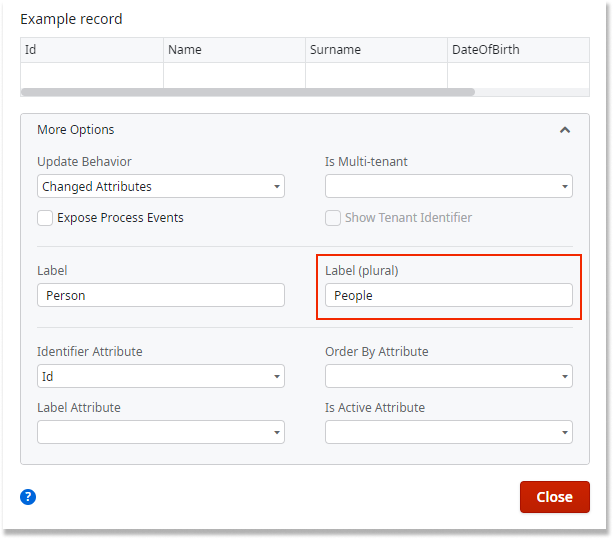 Example record
Id Name Surname DateOfBirth
More Options
Update Behavior Is Multi-tenant
Changed Attributes
Expose Process Events Show Tenant Identifier
Label Label (plural)
Person People
Identifier Attribute Order By Attribute
Id
Label Attribute Is Active Attribute
? Close